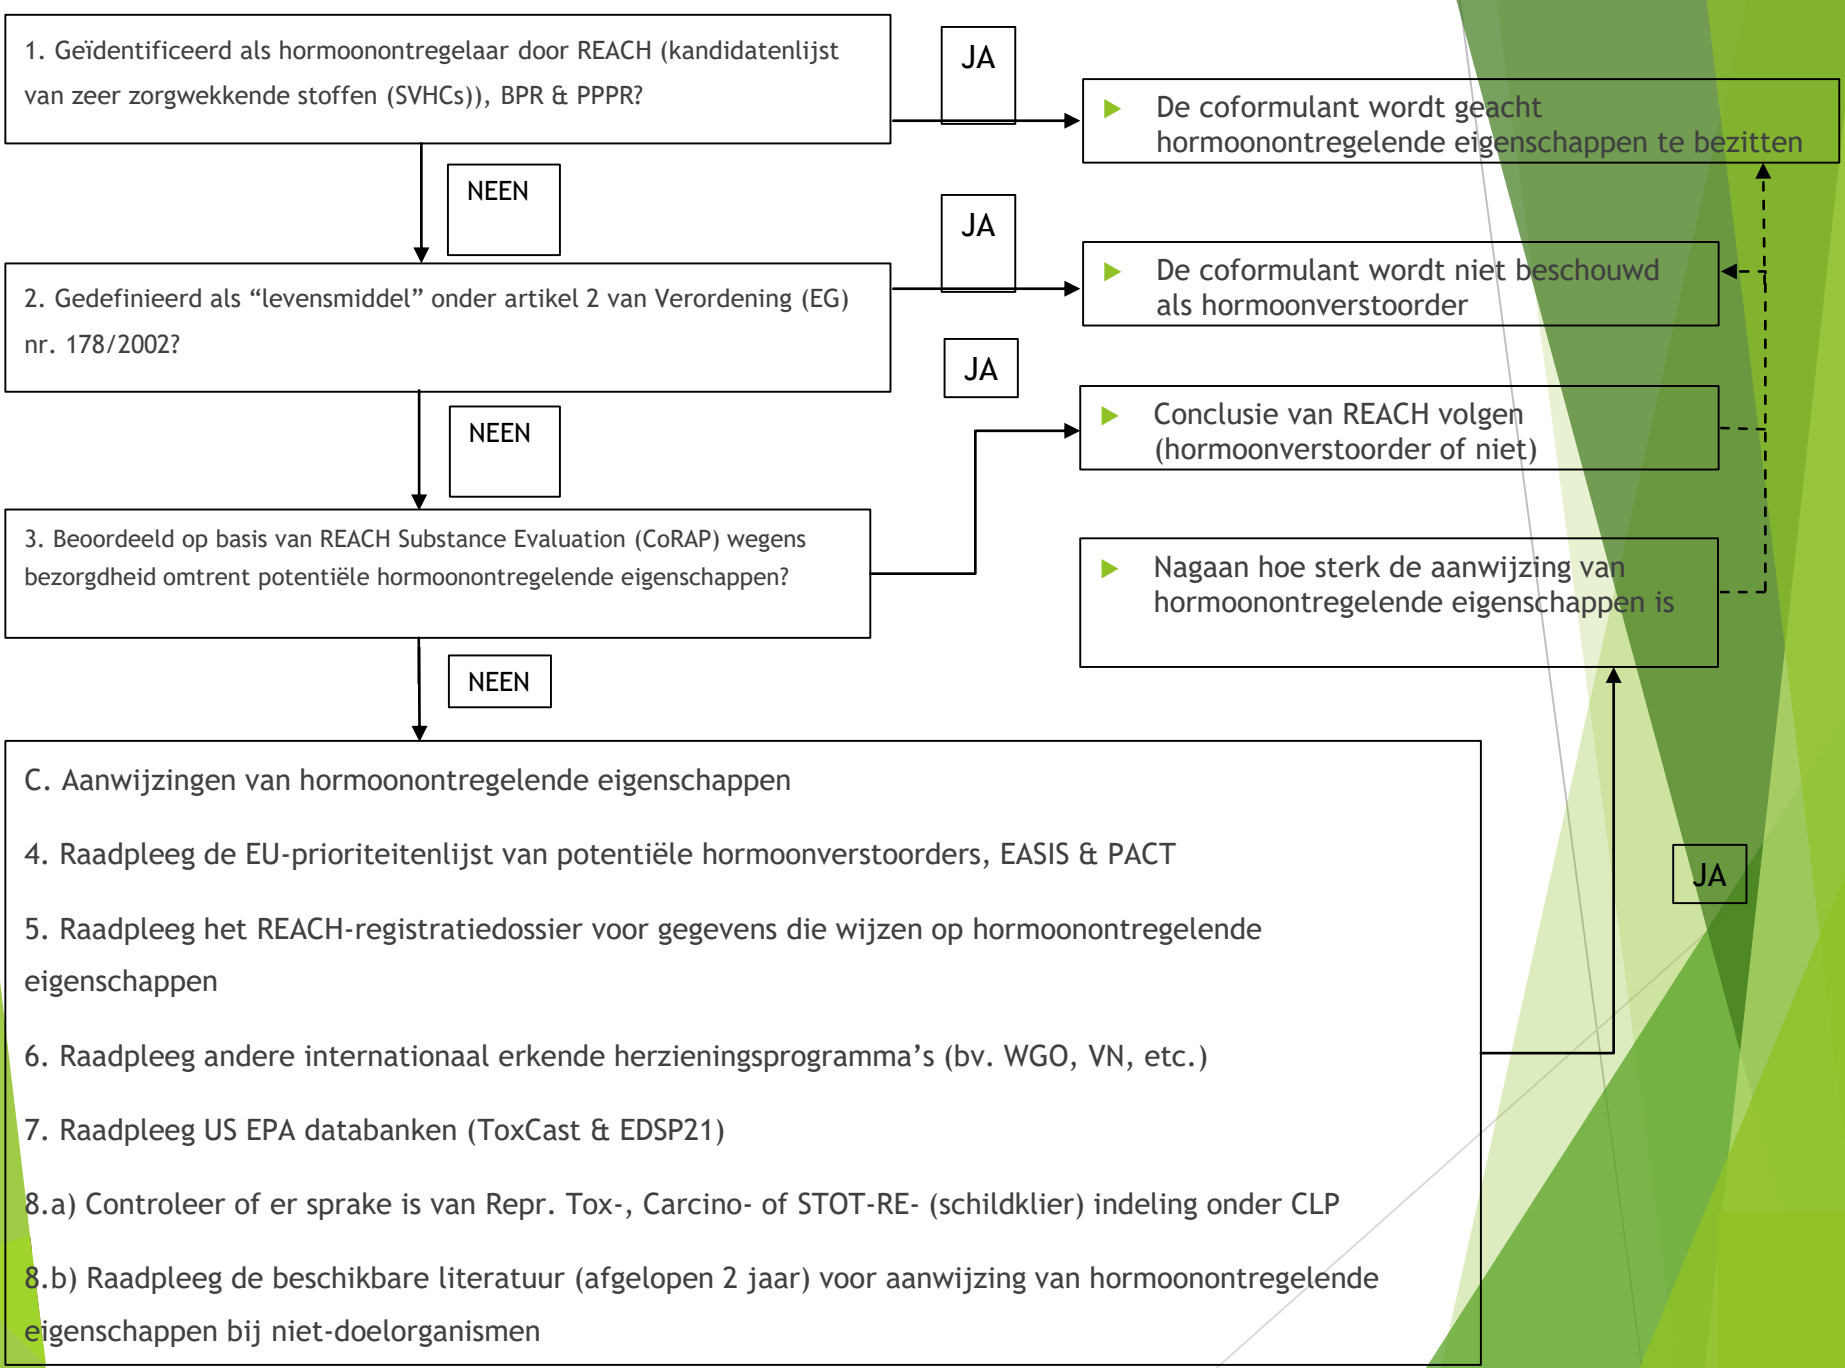 1. Geïdentificeerd als hormoonontregelaar door REACH (kandidatenlijst
van zeer zorgwekkende stoffen (SVHCs)), BPR & PPPR?
JA
De coformulant wordt geacht
hormoonontregelende eigenschappen te bezitten
NEEN
2. Gedefinieerd als “levensmiddel” onder artikel 2 van Verordening (EG)
nr. 178/2002?
JA
De coformulant wordt niet beschouwd
als hormoonverstoorder
NEEN
3. Beoordeeld op basis van REACH Substance Evaluation (CoRAP) wegens
bezorgdheid omtrent potentiële hormoonontregelende eigenschappen?
JA
Conclusie van REACH volgen
(hormoonverstoorder of niet)
NEEN
Nagaan hoe sterk de aanwijzing van
hormoonontregelende eigenschappen is
C. Aanwijzingen van hormoonontregelende eigenschappen
4. Raadpleeg de EU-prioriteitenlijst van potentiële hormoonverstoorders, EASIS & PACT
5. Raadpleeg het REACH-registratiedossier voor gegevens die wijzen op hormoonontregelende
eigenschappen
6. Raadpleeg andere internationaal erkende herzieningsprogramma’s (bv. WGO, VN, etc.)
7. Raadpleeg US EPA databanken (ToxCast & EDSP21)
8.a) Controleer of er sprake is van Repr. Tox-, Carcino- of STOT-RE- (schildklier) indeling onder CLP
8.b) Raadpleeg de beschikbare literatuur (afgelopen 2 jaar) voor aanwijzing van hormoonontregelende
eigenschappen bij niet-doelorganismen
JA